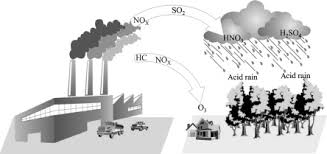 NOX
SO2
HC NOX
HNO3
H2SO4
Acid rain
Acid rain
O3